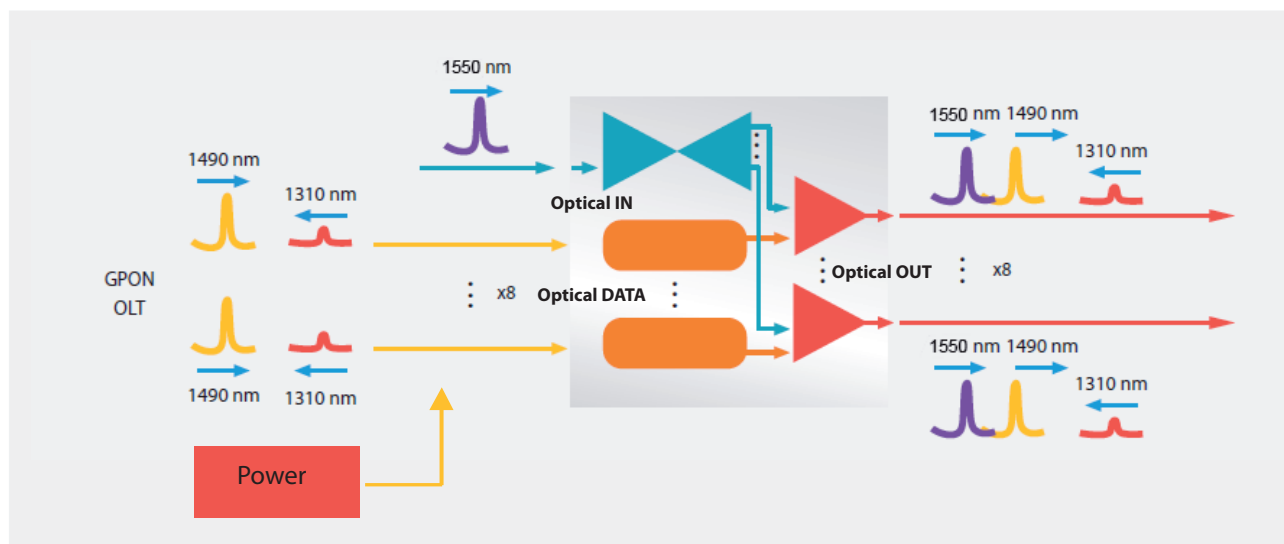 1550 nm
1550 nm
1490 nm
1490 nm
1310 nm
1310 nm
Optical IN
GPON
OLT
x8
Optical DATA
Optical OUT
x8
1490 nm
1310 nm
1550 nm
1490 nm
1310 nm
Power